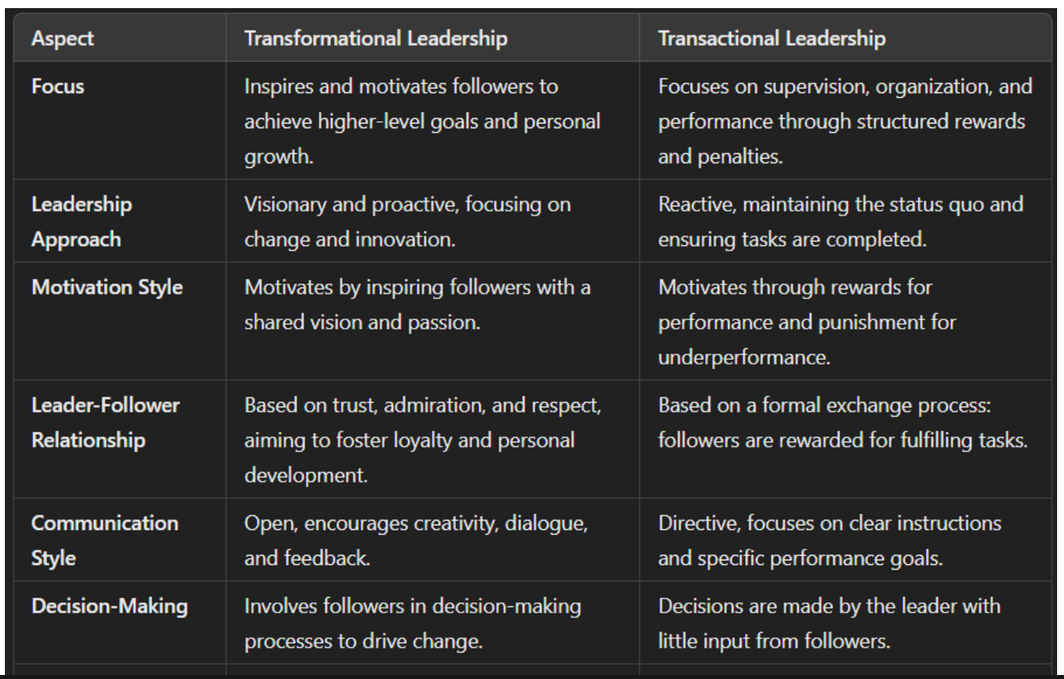 Aspect
Transformational Leadership
Transactional Leadership
Focus
Inspires and motivates followers to
achieve higher-level goals and personal
growth.
Focuses on supervision, organization, and
performance through structured rewards
and penalties.
Leadership
Approach
Visionary and proactive, focusing on
change and innovation.
Reactive, maintaining the status quo and
ensuring tasks are completed.
Motivation Style
Motivates by inspiring followers with a
shared vision and passion.
Motivates through rewards for
performance and punishment for
underperformance.
Leader-Follower
Relationship
Based on trust, admiration, and respect,
aiming to foster loyalty and personal
development.
Based on a formal exchange process:
followers are rewarded for fulfilling tasks.
Communication
Style
Open, encourages creativity, dialogue,
and feedback.
Directive, focuses on clear instructions
and specific performance goals.
Decision-Making
Involves followers in decision-making
processes to drive change.
Decisions are made by the leader with
little input from followers.